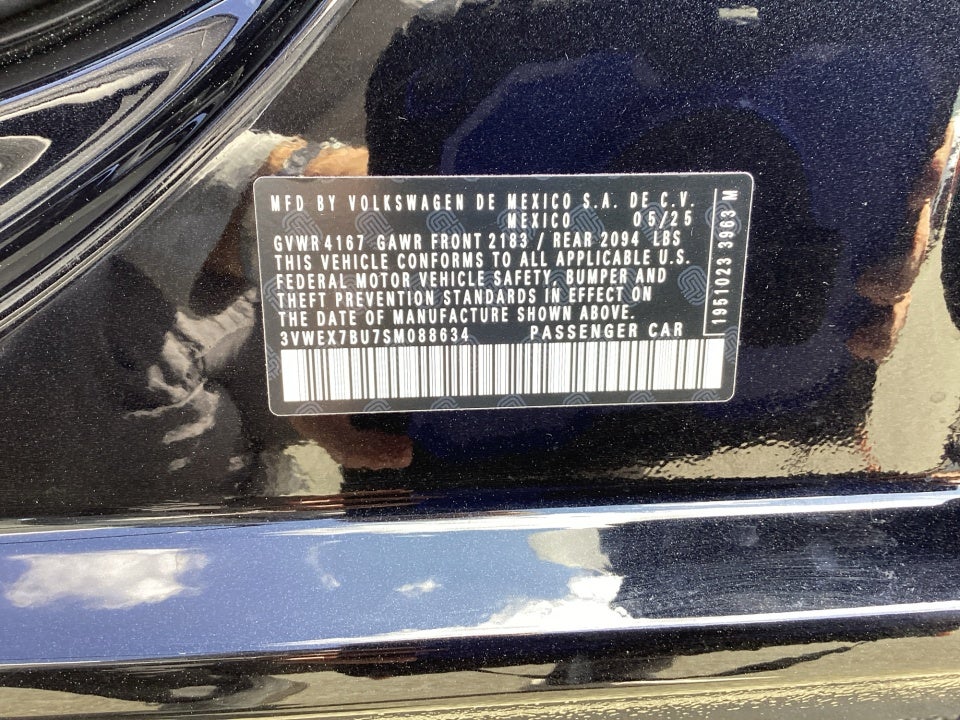 MFD BY VOLKSWAGEN DE MEXICO S.A. DE C.V.
MEXICO 05/25
GVWR 4167 GAWR FRONT 2183 / REAR 2094 LBS
THIS VEHICLE CONFORMS TO ALL APPLICABLE U.S.
FEDERAL MOTOR VEHICLE SAFETY, BUMPER AND
THEFT PREVENTION STANDARDS IN EFFECT ON
THE DATE OF MANUFACTURE SHOWN ABOVE.
3VWEX7BU7SM088634 PASSENGER CAR
1951023 3963 M